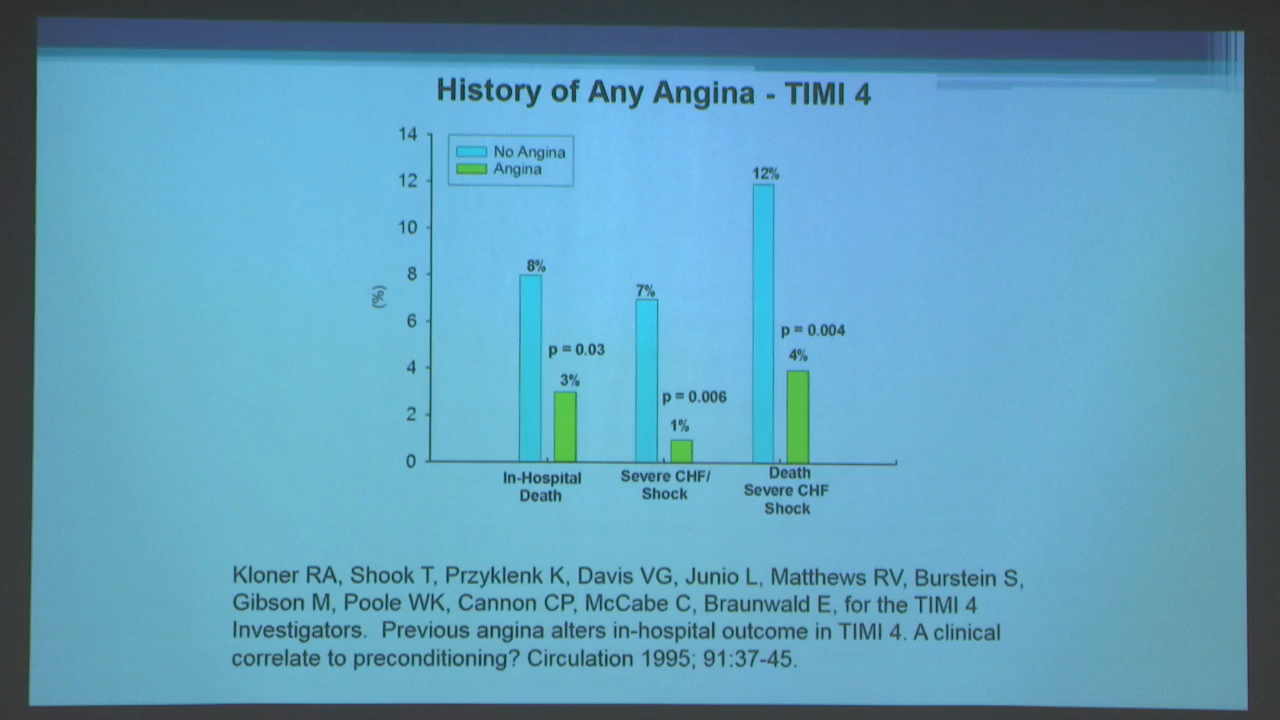 History of Any Angina - TIMI 4
14
12
10
8
6
4
2
0
(%)
No Angina
Angina
8%
p = 0.03
3%
7%
p = 0.006
1%
12%
p = 0.004
4%
In-Hospital
Death
Severe CHF/
Shock
Death
Severe CHF
Shock
Kloner RA, Shook T, Przyklenk K, Davis VG, Junio L, Matthews RV, Burstein S,
Gibson M, Poole WK, Cannon CP, McCabe C, Braunwald E, for the TIMI 4
Investigators. Previous angina alters in-hospital outcome in TIMI 4. A clinical
correlate to preconditioning? Circulation 1995; 91:37-45.